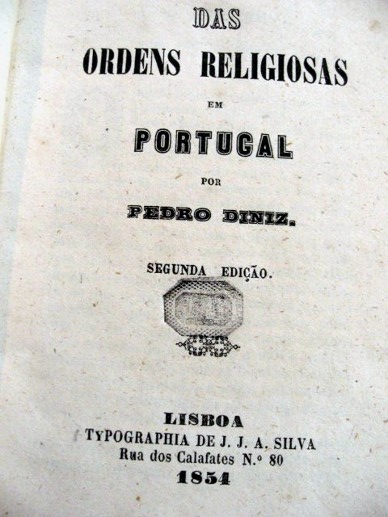 DAS
ORDENS RELIGIOSAS
EM
PORTUGAL
POR
PEDRO DINIZ.
SEGUNDA EDIÇÃO.
LISBOA
TYPOGRAPHIA DE J. J. A. SILVA
Rua dos Calafates N.º 80
1854